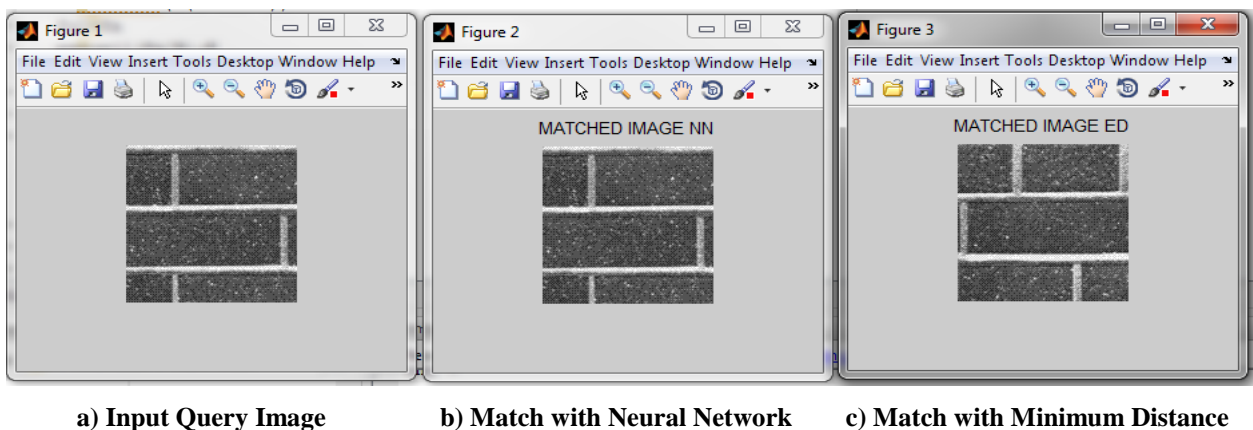 Figure 1
File Edit View Insert Tools Desktop Window Help
Figure 2
File Edit View Insert Tools Desktop Window Help
MATCHED IMAGE NN
Figure 3
File Edit View Insert Tools Desktop Window Help
MATCHED IMAGE ED
a) Input Query Image
b) Match with Neural Network
c) Match with Minimum Distance